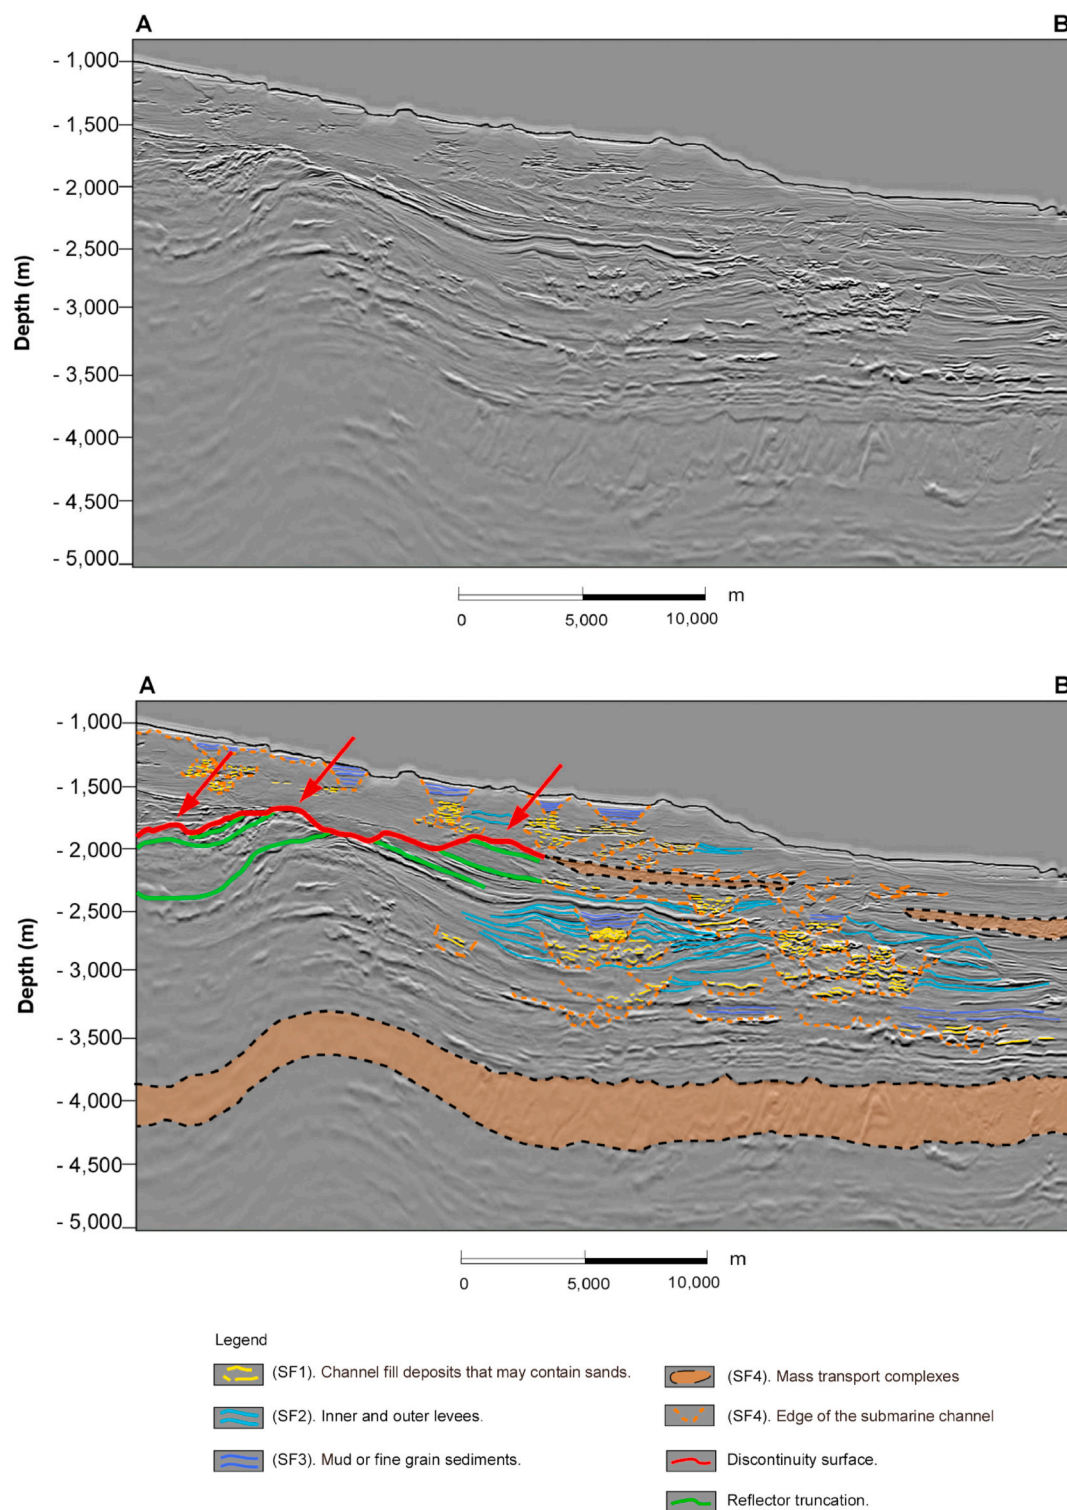 A B
- 1,000
- 1,500
- 2,000
- 2,500
- 3,000
- 3,500
- 4,000
- 4,500
- 5,000
Depth (m)
m
0 5,000 10,000
A B
- 1,000
- 1,500
- 2,000
- 2,500
- 3,000
- 3,500
- 4,000
- 4,500
- 5,000
Depth (m)
m
0 5,000 10,000
Legend
(SF1). Channel fill deposits that may contain sands.
(SF2). Inner and outer levees.
(SF3). Mud or fine grain sediments.
(SF4). Mass transport complexes
(SF4). Edge of the submarine channel
Discontinuity surface.
Reflector truncation.